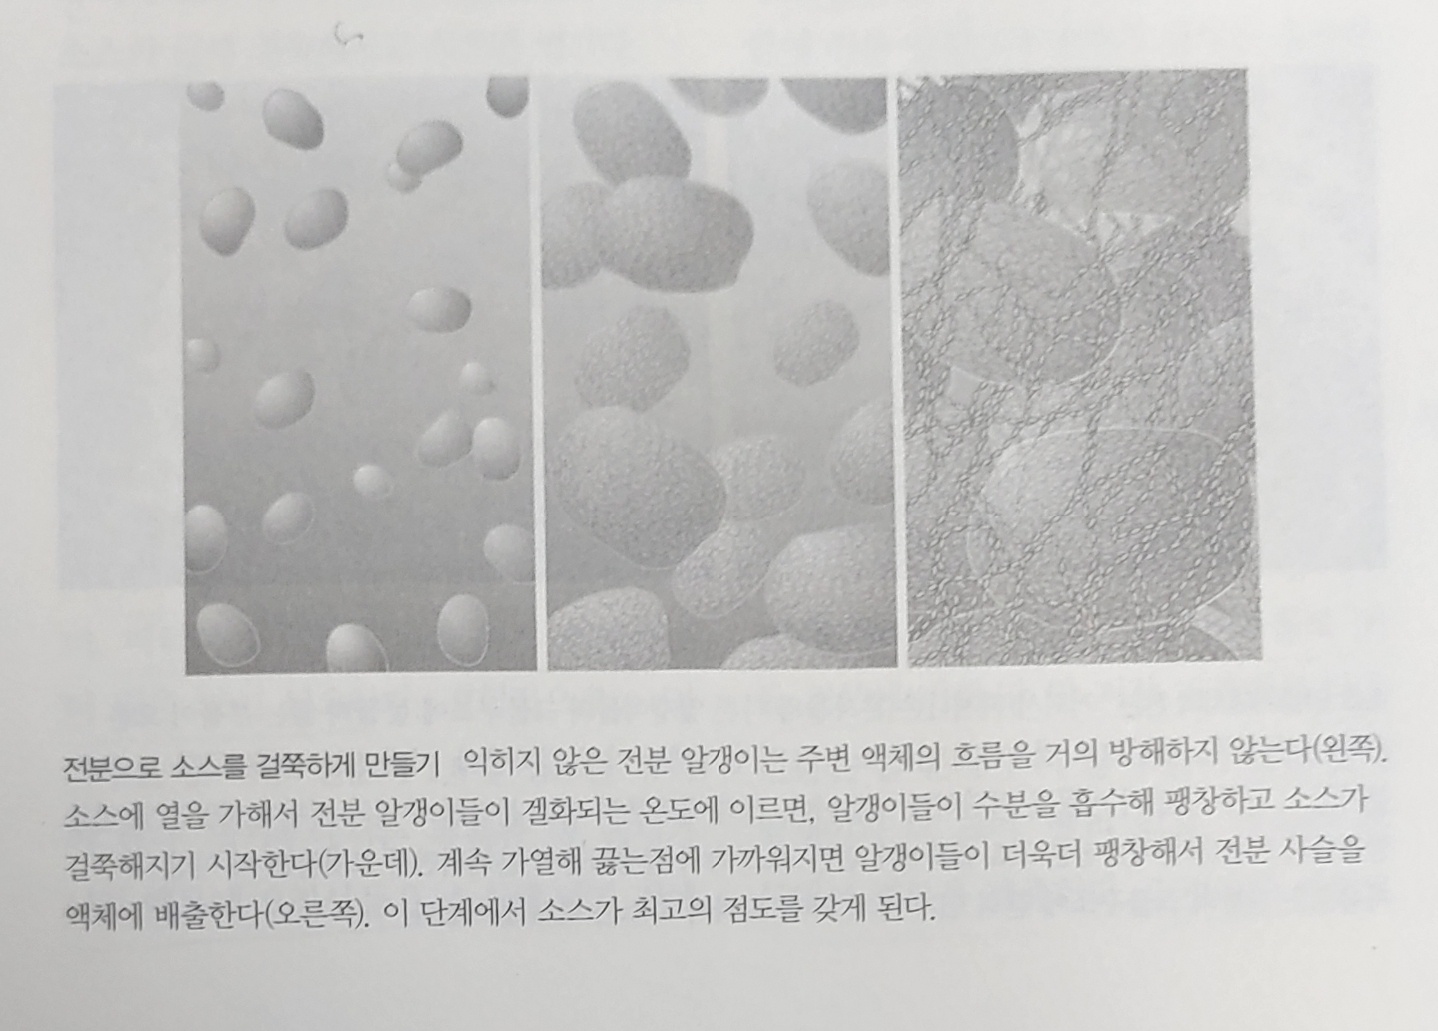 전분으로 소스를 걸쭉하게 만들기 익히지 않은 전분 알갱이는 주변 액체의 흐름을 거의 방해하지 않는다(왼쪽).
소스에 열을 가해서 전분 알갱이들이 겔화되는 온도에 이르면, 알갱이들이 수분을 흡수해 팽창하고 소스가
걸쭉해지기 시작한다(가운데). 계속 가열해 끓는점에 가까워지면 알갱이들이 더욱더 팽창해서 전분 사슬을
액체에 배출한다(오른쪽). 이 단계에서 소스가 최고의 점도를 갖게 된다.